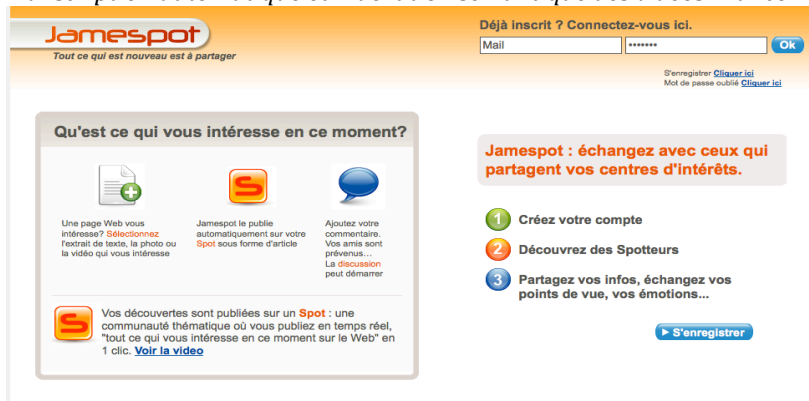 Jamespot
Tout ce qui est nouveau est à partager
Déjà inscrit ? Connectez-vous ici.
Mail
•••••••
Ok
S'enregistrer Cliquer ici
Mot de passe oublié Cliquer ici
Qu'est ce qui vous intéresse en ce moment?
Une page Web vous
intéresse? Sélectionnez
l'extrait de texte, la photo ou
la vidéo qui vous intéresse
Jamespot le publie
automatiquement sur votre
Spot sous forme d'article
Ajoutez votre
commentaire.
Vos amis sont
prévenus...
La discussion
peut démarrer
S
Vos découvertes sont publiées sur un Spot : une
communauté thématique où vous publiez en temps réel,
"tout ce qui vous intéresse en ce moment sur le Web" en
1 clic. Voir la video
S
Jamespot : échangez avec ceux qui
partagent vos centres d'intérêts.
1 Créez votre compte
2 Découvrez des Spotteurs
3 Partagez vos infos, échangez vos
points de vue, vos émotions...
S'enregistrer